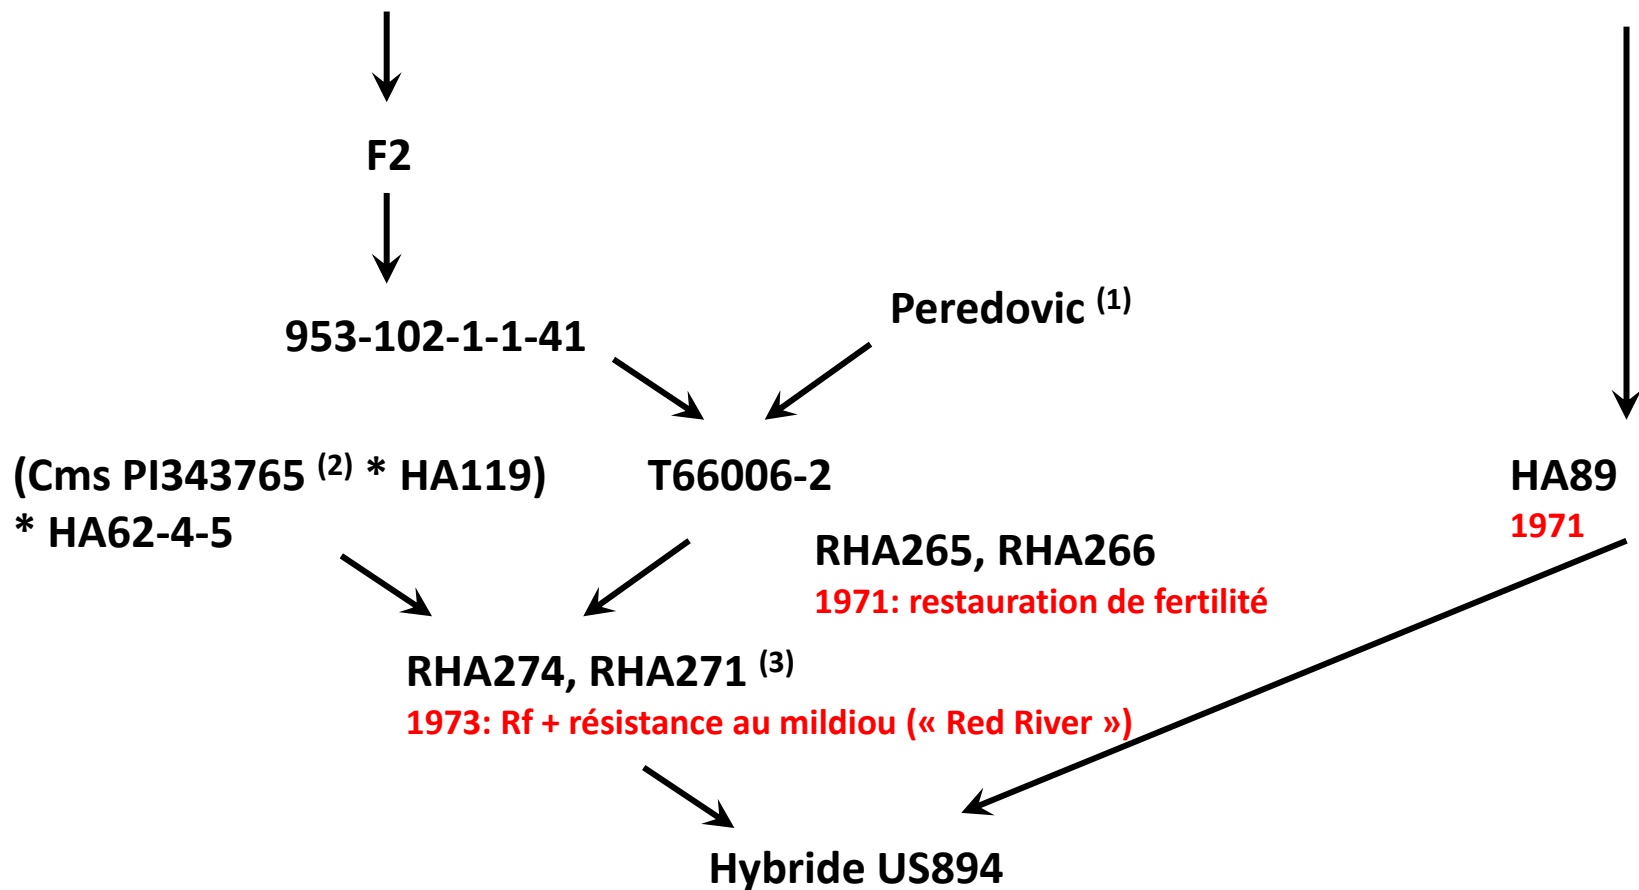 F2
953-102-1-1-41
Peredovic (1)
(Cms PI343765 (2) * HA119)
* HA62-4-5
T66006-2
HA89
1971
RHA265, RHA266
1971: restauration de fertilité
RHA274, RHA271 (3)
1973: Rf + résistance au mildiou (« Red River »)
Hybride US894